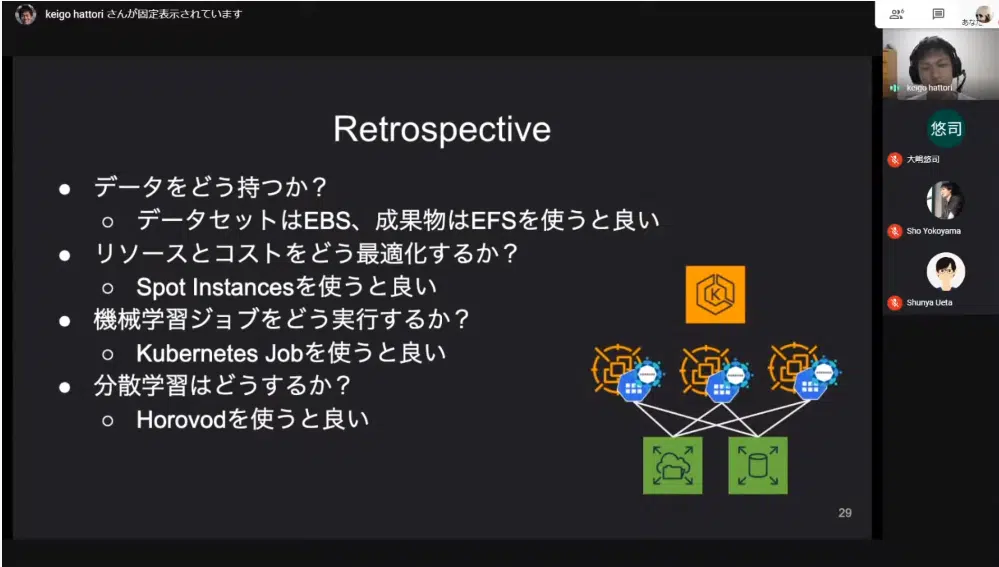 keigo hattori さんが固定表示されています
あなた
keigo hattori
悠司
大嶋悠司
Sho Yokoyama
Shunya Ueta
Retrospective
● データをどう持つか？
○ データセットはEBS、成果物はEFSを使うと良い
● リソースとコストをどう最適化するか？
○ Spot Instancesを使うと良い
● 機械学習ジョブをどう実行するか？
○ Kubernetes Jobを使うと良い
● 分散学習はどうするか？
○ Horovodを使うと良い
K
29